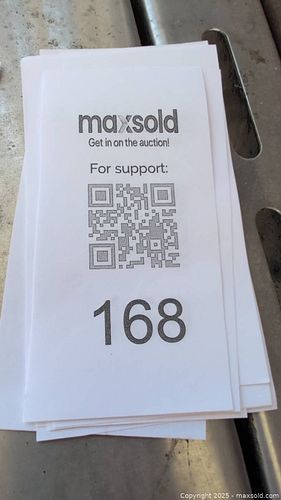 maxsold
Get in on the auction!
For support:
168
Copyright © 2025 - maxsold.com